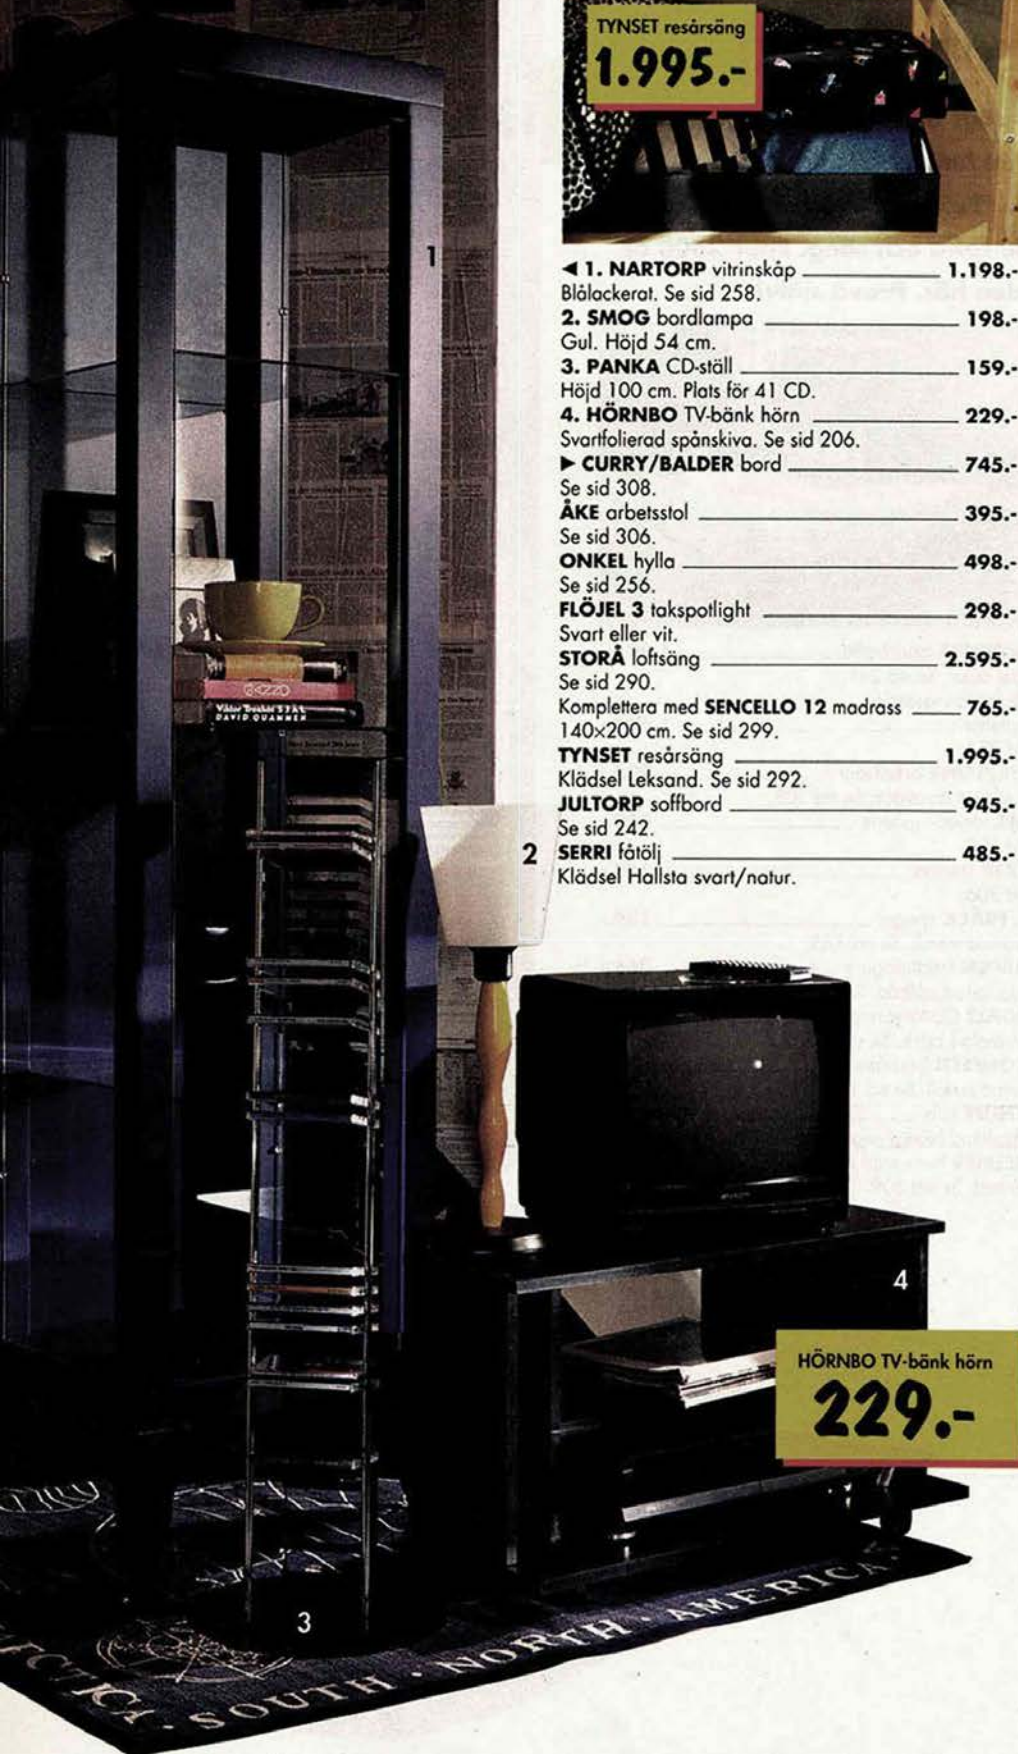 TYNSET resårsäng
1.995.-
◄ 1. NARTORP vitrinskåp 1.198.-
Blålackerat. Se sid 258.
2. SMOG bordlampa 198.-
Gul. Höjd 54 cm.
3. PANKA CD-ställ 159.-
Höjd 100 cm. Plats för 41 CD.
4. HÖRNBO TV-bänk hörn 229.-
Svartfolierad spånskiva. Se sid 206.
► CURRY/BALDER bord 745.-
Se sid 308.
ÅKE arbetsstol 395.-
Se sid 306.
ONKEL hylla 498.-
Se sid 256.
FLÖJEL 3 takspotlight 298.-
Svart eller vit.
STORÅ loftsäng 2.595.-
Se sid 290.
Komplettera med SENCELLO 12 madrass 765.-
140×200 cm. Se sid 299.
TYNSET resårsäng 1.995.-
Klädsel Leksand. Se sid 292.
JULTORP soffbord 945.-
Se sid 242.
SERRI fåtölj 485.-
Klädsel Hallsta svart/natur.
1
2
DAVID QUAMMEN
4
HÖRNBO TV-bänk hörn
229.-
3
SOUTH · NORTH · AMERICA ·